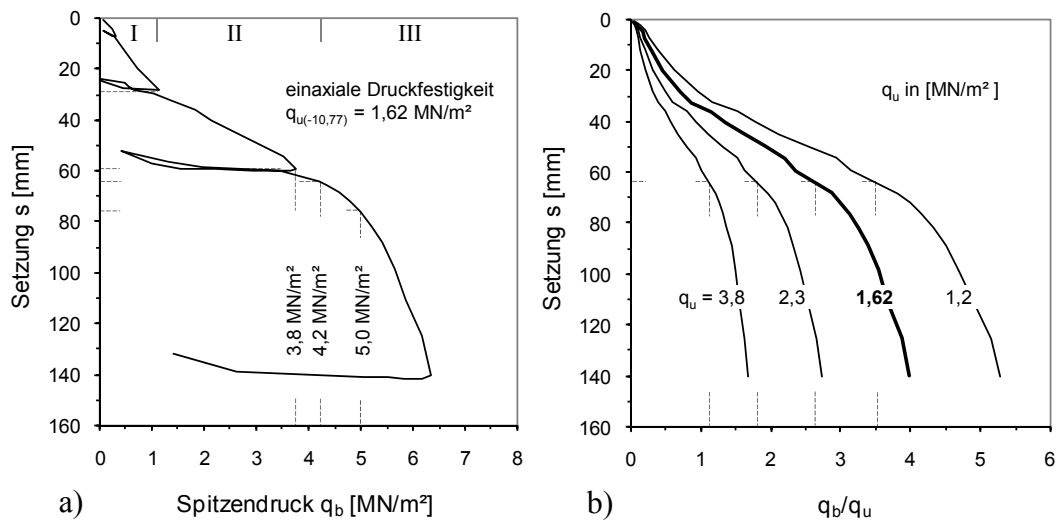 I II III
einaxiale Druckfestigkeit
q_u(-10,77) = 1,62 MN/m²
3,8 MN/m²
4,2 MN/m²
5,0 MN/m²
Setzung s [mm]
0
20
40
60
80
100
120
140
160
0 1 2 3 4 5 6 7 8
a) Spitzendruck q_b [MN/m²]
q_u in [MN/m² ]
q_u = 3,8 2,3 1,62 1,2
Setzung s [mm]
0
20
40
60
80
100
120
140
160
0 1 2 3 4 5 6
b) q_b/q_u